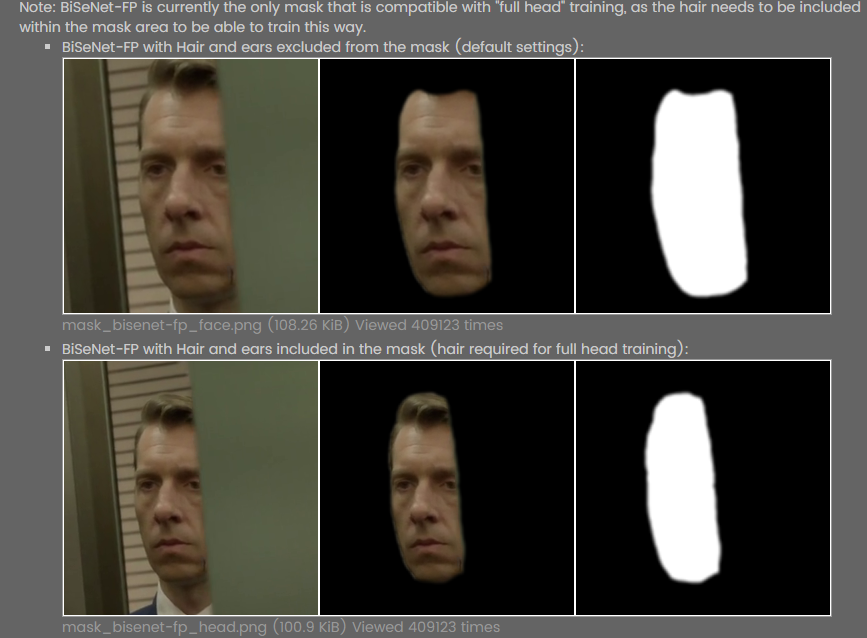 Note: BiSeNet-FP is currently the only mask that is compatible with "full head" training, as the hair needs to be included
within the mask area to be able to train this way.
BiSeNet-FP with Hair and ears excluded from the mask (default settings):
mask_bisenet-fp_face.png (108.26 KiB) Viewed 409123 times
BiSeNet-FP with Hair and ears included in the mask (hair required for full head training):
mask_bisenet-fp_head.png (100.9 KiB) Viewed 409123 times